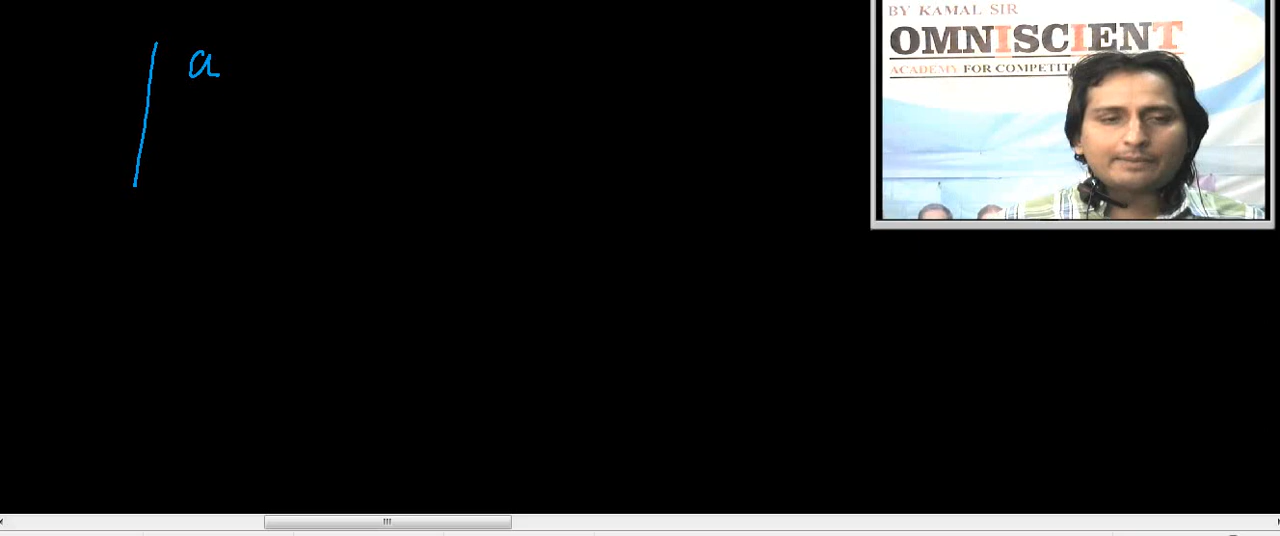 BY KAMAL SIR
OMNISCIENT
ACADEMY FOR COMPETITI
a